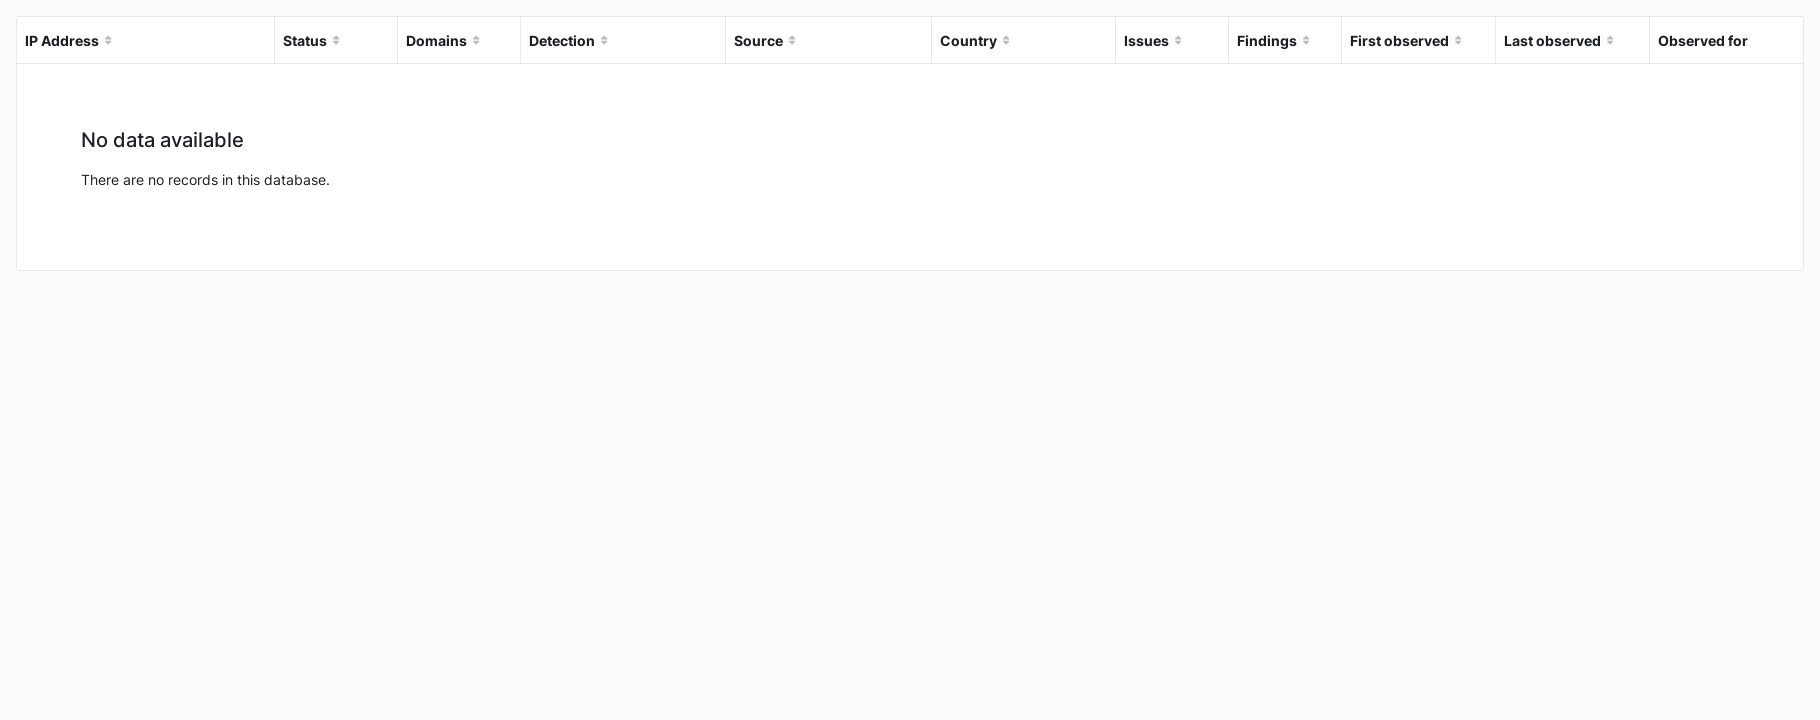 IP Address Status Domains Detection Source Country Issues Findings First observed Last observed Observed for
No data available
There are no records in this database.